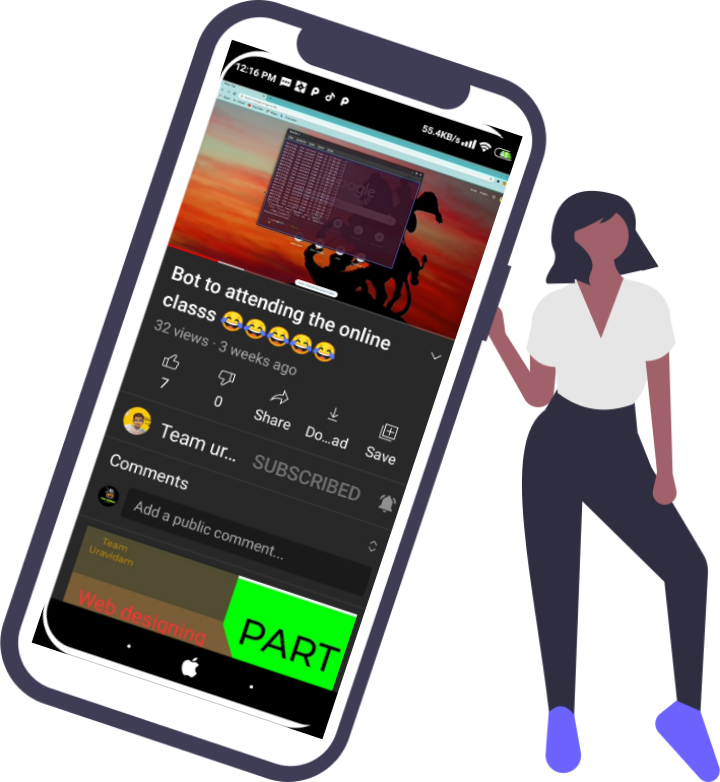 12:16 PM
55.4KB/s
Bot to attending the online
classs 😂😂😂😂😂
32 views · 3 weeks ago
7
0
Share
Do...ad
Save
Team ur...
SUBSCRIBED
Comments
Add a public comment...
Team
Uravidam
Web designing
PART